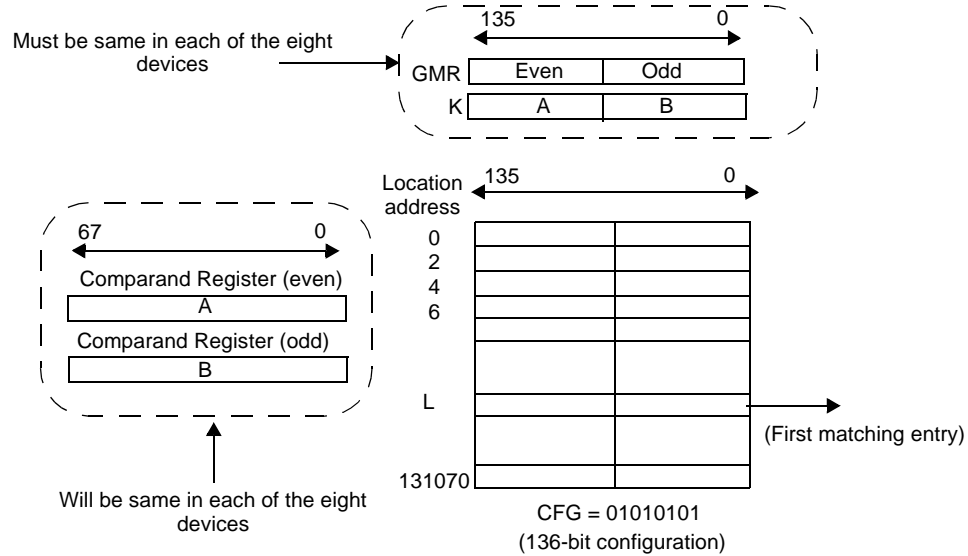 Must be same in each of the eight
devices
135 0
GMR Even Odd
K A B
Location
address
135 0
0
2
4
6
L
131070
(First matching entry)
CFG = 01010101
(136-bit configuration)
67 0
Comparand Register (even)
A
Comparand Register (odd)
B
Will be same in each of the eight
devices